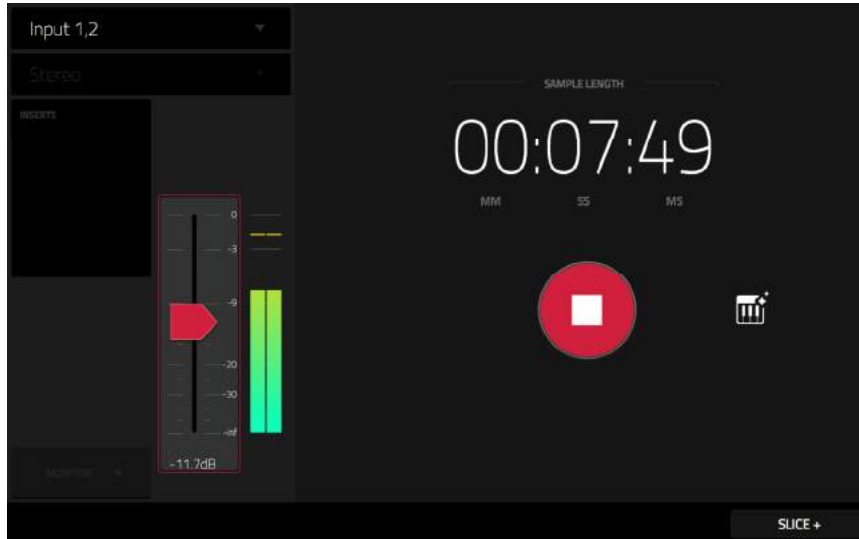 Input 1,2
Stereo
INSERTS
SAMPLE LENGTH
00:07:49
MM SS MS
0
-3
-9
-20
-30
-inf
-11.7dB
MONITOR
SLICE +